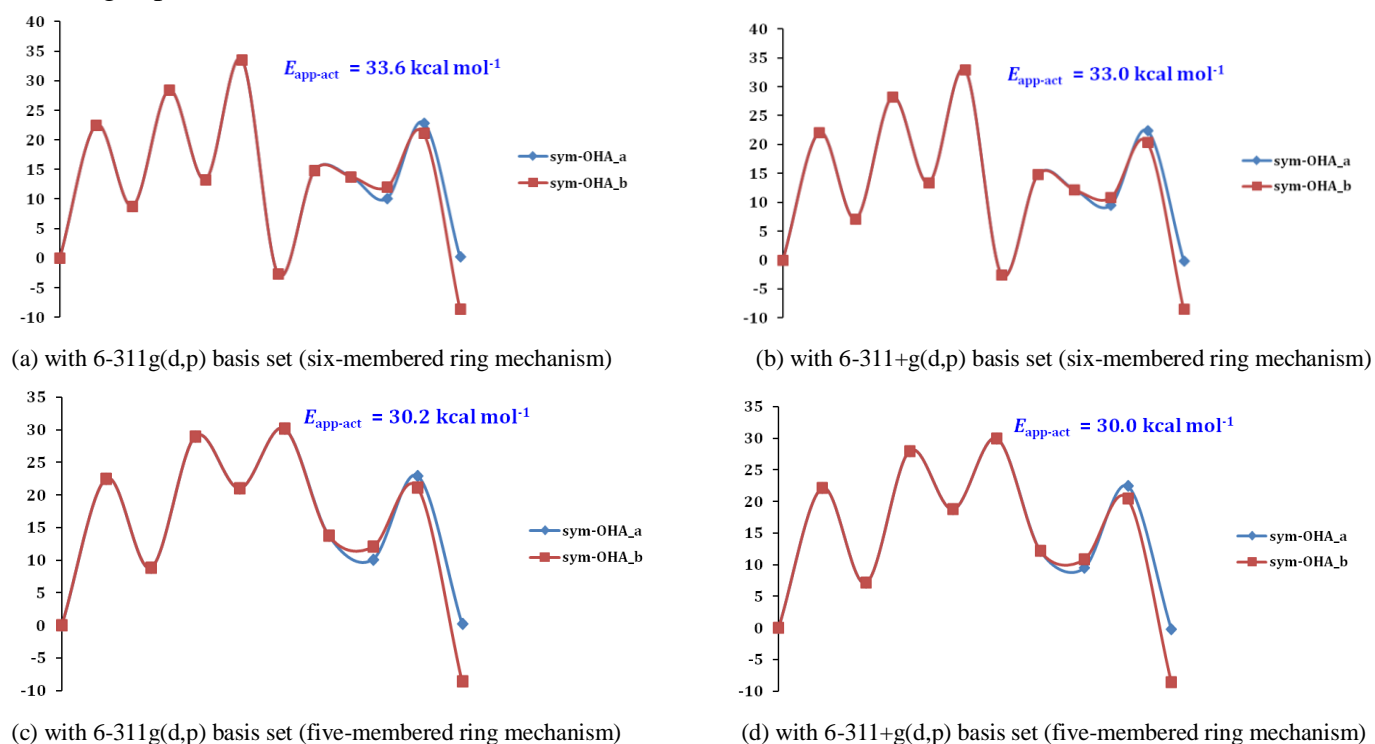 40
35
30
25
20
15
10
5
0
-5
-10
E_app-act = 33.6 kcal mol⁻¹
sym-OHA_a
sym-OHA_b
(a) with 6-311g(d,p) basis set (six-membered ring mechanism)
40
35
30
25
20
15
10
5
0
-5
-10
E_app-act = 33.0 kcal mol⁻¹
sym-OHA_a
sym-OHA_b
(b) with 6-311+g(d,p) basis set (six-membered ring mechanism)
35
30
25
20
15
10
5
0
-5
-10
E_app-act = 30.2 kcal mol⁻¹
sym-OHA_a
sym-OHA_b
(c) with 6-311g(d,p) basis set (five-membered ring mechanism)
35
30
25
20
15
10
5
0
-5
-10
E_app-act = 30.0 kcal mol⁻¹
sym-OHA_a
sym-OHA_b
(d) with 6-311+g(d,p) basis set (five-membered ring mechanism)